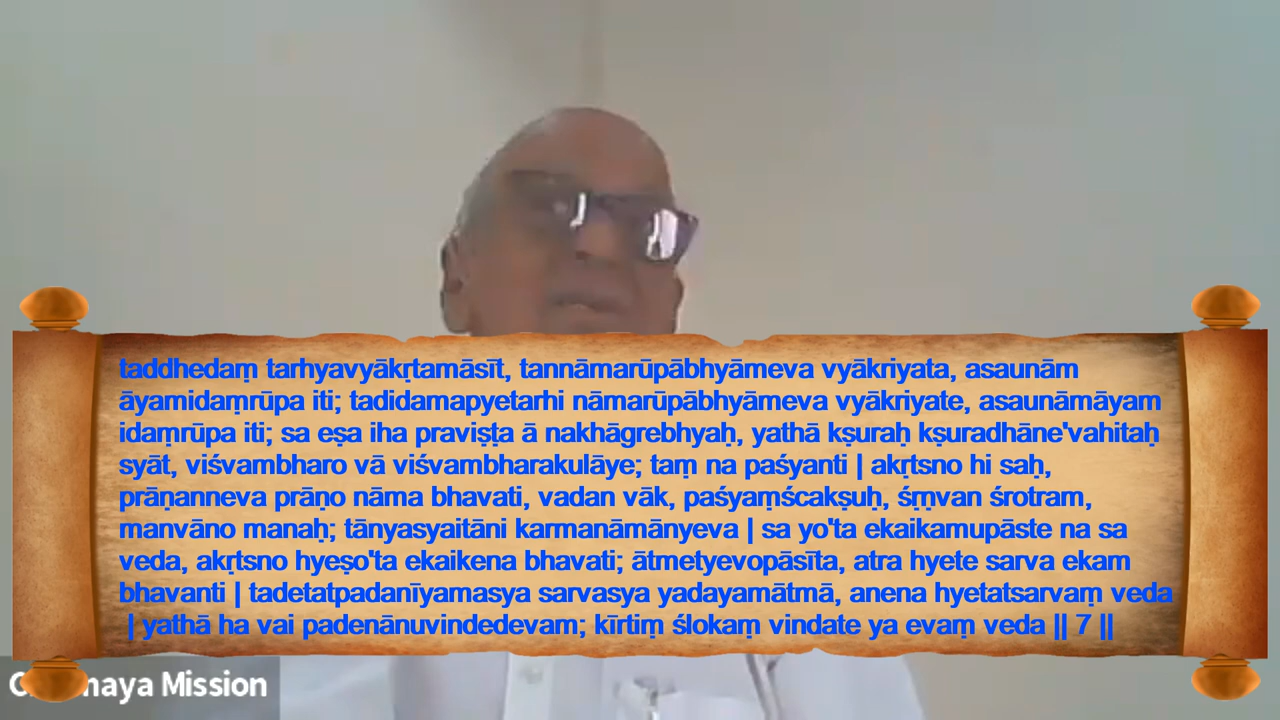 taddhedaṃ tarhyavyākṛtamāsīt, tannāmarūpābhyāmeva vyākriyata, asaunām
āyamidaṃrūpa iti; tadidamapyetarhi nāmarūpābhyāmeva vyākriyate, asaunāmāyam
idaṃrūpa iti; sa eṣa iha praviṣṭa ā nakhāgrebhyaḥ, yathā kṣuraḥ kṣuradhāne'vahitaḥ
syāt, viśvambharo vā viśvambharakulāye; taṃ na paśyanti | akṛtsno hi saḥ,
prāṇanneva prāṇo nāma bhavati, vadan vāk, paśyaṃścakṣuḥ, śṛṇvan śrotram,
manvāno manaḥ; tānyasyaitāni karmanāmānyeva | sa yo'ta ekaikamupāste na sa
veda, akṛtsno hyeṣo'ta ekaikena bhavati; ātmetyevopāsīta, atra hyete sarva ekam
bhavanti | tadetatpadanīyamasya sarvasya yadayamātmā, anena hyetatsarvaṃ veda
| yathā ha vai padenānuvindedevam; kīrtiṃ ślokaṃ vindate ya evaṃ veda || 7 ||
Mission